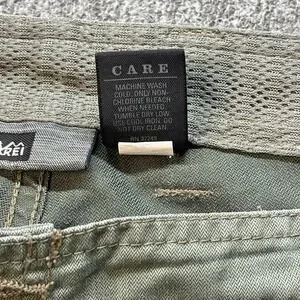 CARE
MACHINE WASH
COLD. ONLY NON-
CHLORINE BLEACH
WHEN NEEDED.
TUMBLE DRY LOW.
USE COOL IRON. DO
NOT DRY CLEAN.
REI